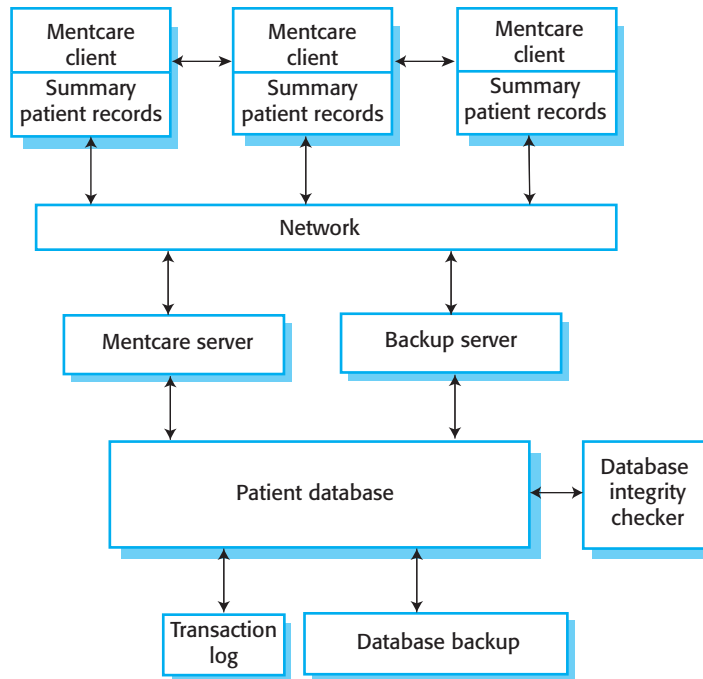 Mentcare
client
Summary
patient records
Mentcare
client
Summary
patient records
Mentcare
client
Summary
patient records
Network
Mentcare server
Backup server
Patient database
Database
integrity
checker
Transaction
log
Database backup